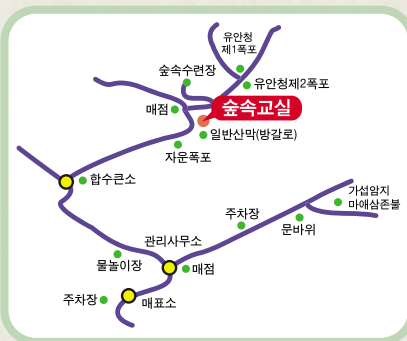 유안청
제1폭포
숲속수련장
유안청제2폭포
매점
숲속교실
일반산막(방갈로)
자운폭포
합수큰소
가섭암지
마애삼존불
주차장
문바위
관리사무소
물놀이장
매점
주차장
매표소